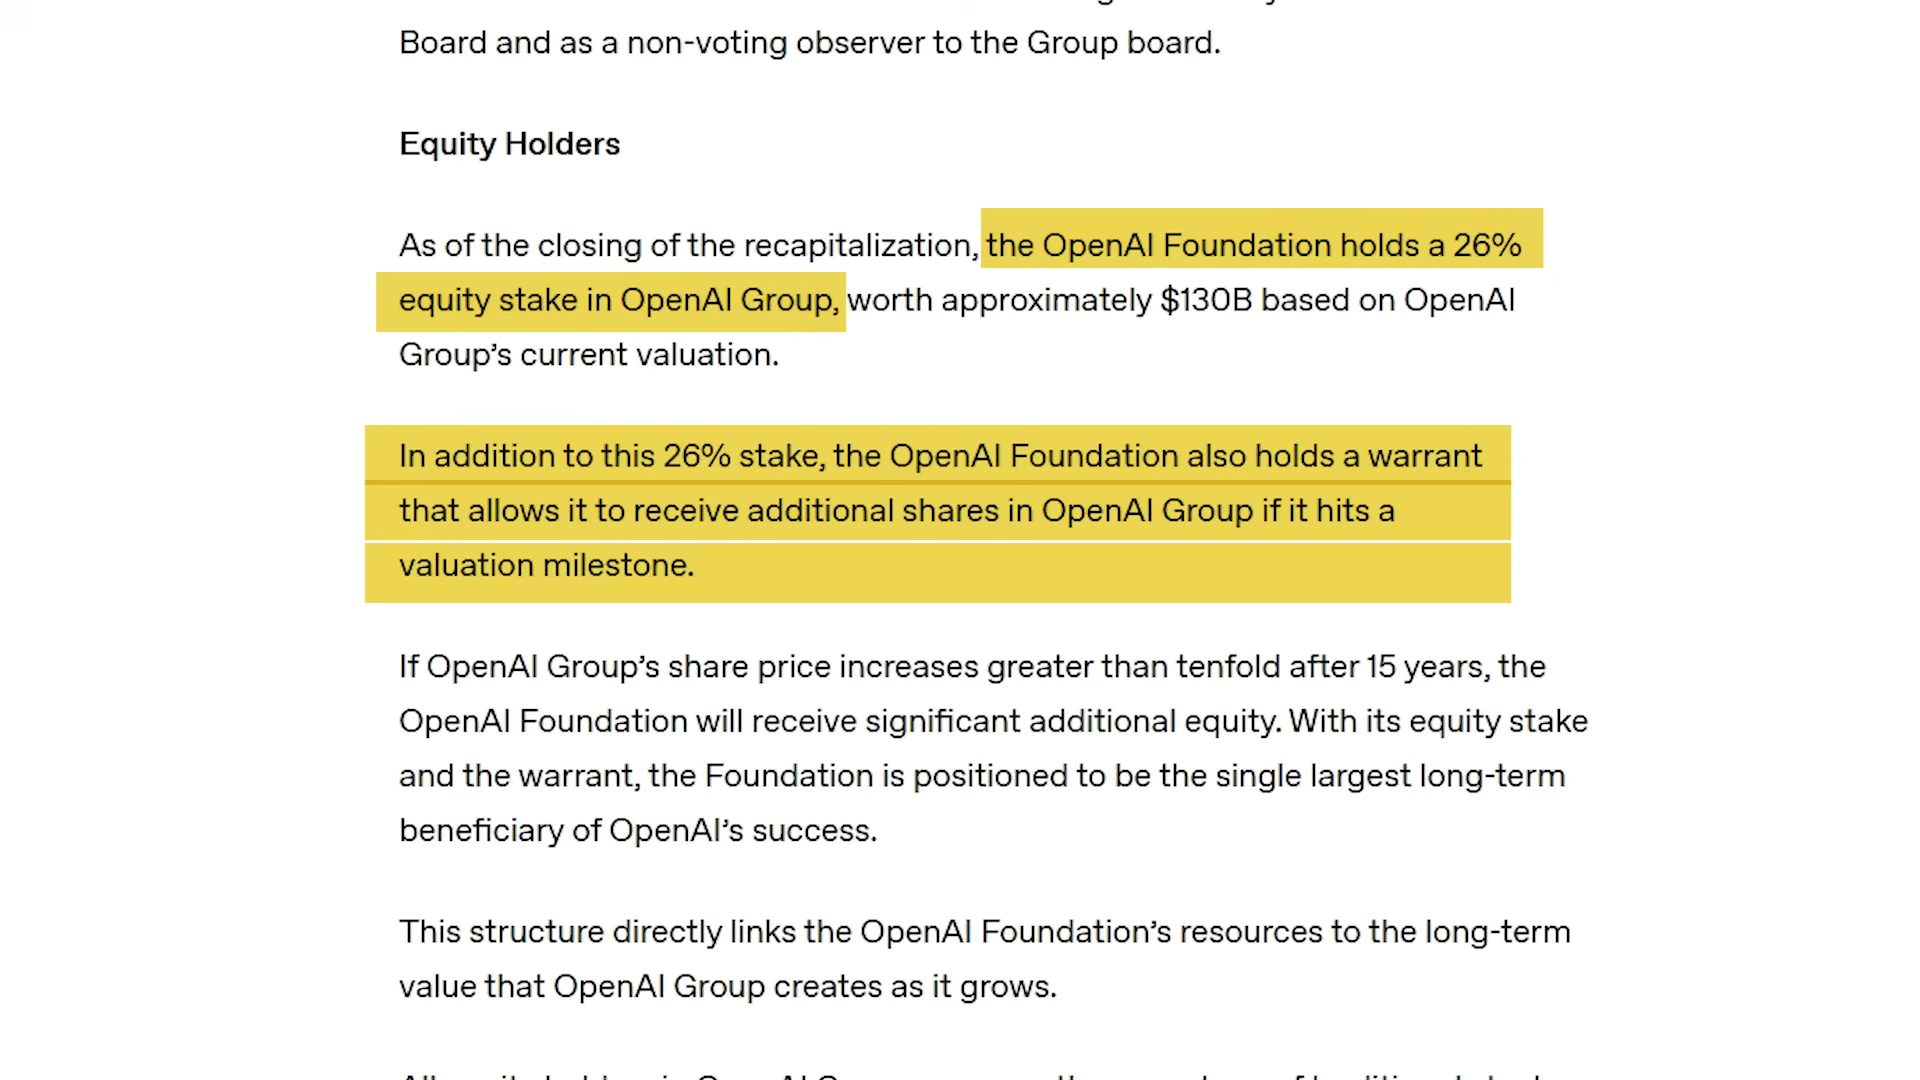 Board and as a non-voting observer to the Group board.
Equity Holders
As of the closing of the recapitalization, the OpenAI Foundation holds a 26%
equity stake in OpenAI Group, worth approximately $130B based on OpenAI
Group’s current valuation.
In addition to this 26% stake, the OpenAI Foundation also holds a warrant
that allows it to receive additional shares in OpenAI Group if it hits a
valuation milestone.
If OpenAI Group’s share price increases greater than tenfold after 15 years, the
OpenAI Foundation will receive significant additional equity. With its equity stake
and the warrant, the Foundation is positioned to be the single largest long-term
beneficiary of OpenAI’s success.
This structure directly links the OpenAI Foundation’s resources to the long-term
value that OpenAI Group creates as it grows.